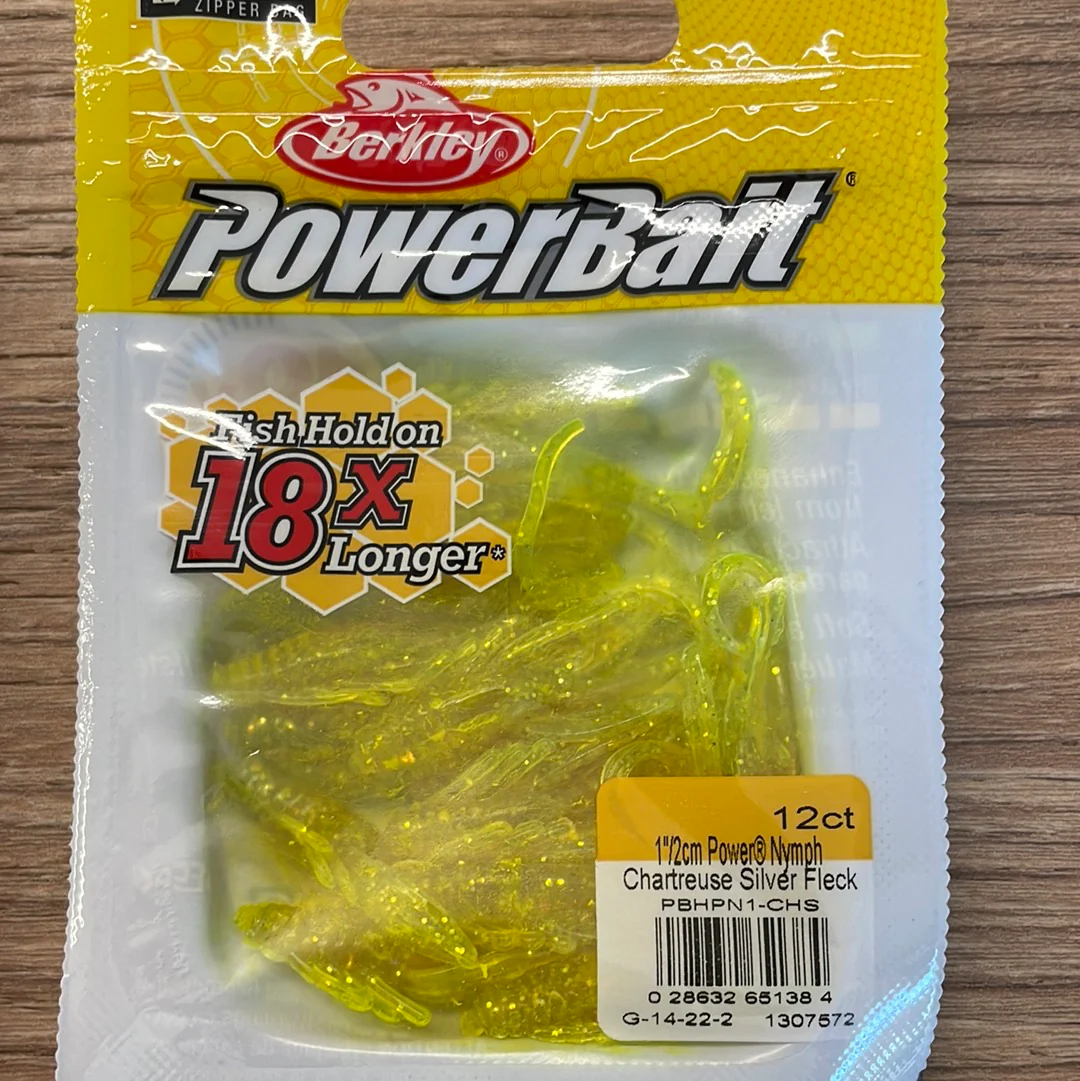 ZIPPER BAG
Berkley®
PowerBait®
Fish Hold on
18x
Longer*
12ct
1"/2cm Power® Nymph
Chartreuse Silver Fleck
PBHPN1-CHS
0 28632 65138 4
G-14-22-2 1307572